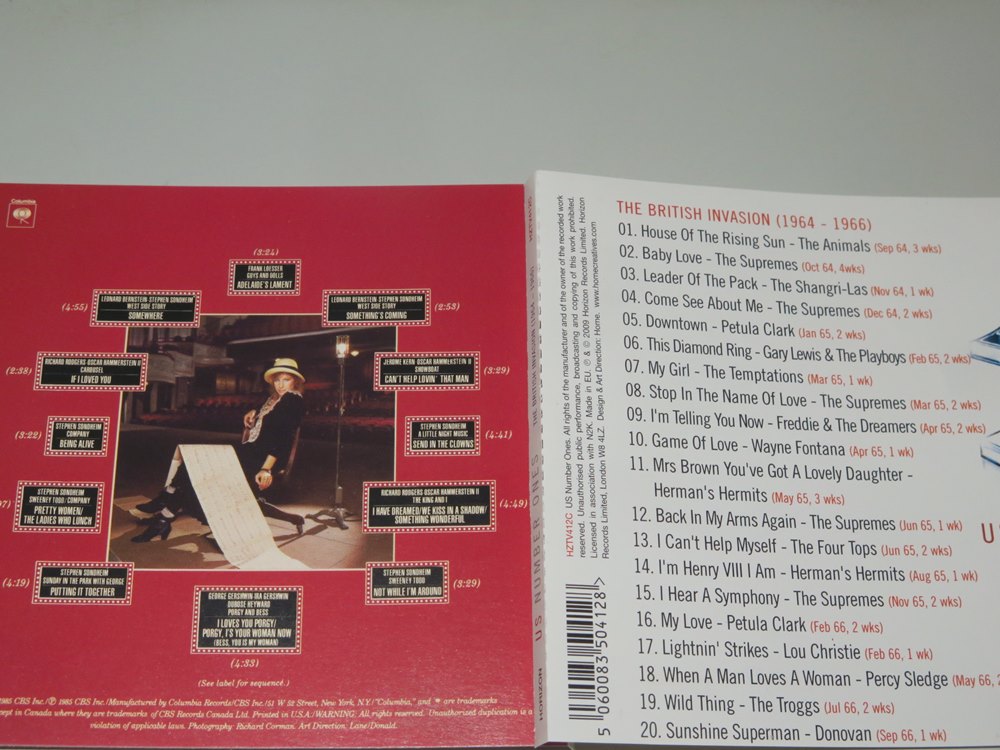 Columbia
(3:24)
FRANK LOESSER
GUYS AND DOLLS
ADELAIDE'S LAMENT
(4:55)
LEONARD BERNSTEIN·STEPHEN SONDHEIM
WEST SIDE STORY
SOMEWHERE
LEONARD BERNSTEIN·STEPHEN SONDHEIM
WEST SIDE STORY
SOMETHING'S COMING
(2:53)
(2:38)
RICHARD RODGERS·OSCAR HAMMERSTEIN II
CAROUSEL
IF I LOVED YOU
JEROME KERN·OSCAR HAMMERSTEIN II
SHOWBOAT
CAN'T HELP LOVIN' THAT MAN
(3:29)
(3:22)
STEPHEN SONDHEIM
COMPANY
BEING ALIVE
STEPHEN SONDHEIM
A LITTLE NIGHT MUSIC
SEND IN THE CLOWNS
(4:41)
07)
STEPHEN SONDHEIM
SWEENEY TODD/COMPANY
PRETTY WOMEN/
THE LADIES WHO LUNCH
RICHARD RODGERS·OSCAR HAMMERSTEIN II
THE KING AND I
I HAVE DREAMED/WE KISS IN A SHADOW/
SOMETHING WONDERFUL
(4:49)
(4:19)
STEPHEN SONDHEIM
SUNDAY IN THE PARK WITH GEORGE
PUTTING IT TOGETHER
STEPHEN SONDHEIM
SWEENEY TODD
NOT WHILE I'M AROUND
(3:29)
GEORGE GERSHWIN·IRA GERSHWIN
DUBOSE HEYWARD
PORGY AND BESS
I LOVES YOU PORGY/
PORGY, I'S YOUR WOMAN NOW
(BESS, YOU IS MY WOMAN)
(4:33)
(See label for sequence.)
1985 CBS Inc./℗ 1985 CBS Inc./Manufactured by Columbia Records/CBS Inc./51 W 52 Street, New York, N.Y./"Columbia," and are trademarks
cept in Canada where they are trademarks of CBS Records Canada Ltd. Printed in U.S.A./WARNING: All rights reserved. Unauthorised duplication is a
violation of applicable laws. Photography: Richard Corman. Art Direction: Lane/Donald.
HORIZON US NUMBER ONES THE BRITISH INVASION (1964 - 1966) HZTV412C
HZTV412C US Number Ones. All rights of the manufacturer and of the owner of the recorded work
reserved. Unauthorised public performance, broadcasting and copying of this work prohibited.
Licensed in association with N2K. Made in EU. ℗ & © 2009 Horizon Records Limited. Horizon
Records Limited, London W8 4LZ. Design & Art Direction: Home. www.homecreatives.com
5 060083 504128 >
THE BRITISH INVASION (1964 - 1966)
01. House Of The Rising Sun - The Animals (Sep 64, 3 wks)
02. Baby Love - The Supremes (Oct 64, 4wks)
03. Leader Of The Pack - The Shangri-Las (Nov 64, 1 wk)
04. Come See About Me - The Supremes (Dec 64, 2 wks)
05. Downtown - Petula Clark (Jan 65, 2 wks)
06. This Diamond Ring - Gary Lewis & The Playboys (Feb 65, 2 wks)
07. My Girl - The Temptations (Mar 65, 1 wk)
08. Stop In The Name Of Love - The Supremes (Mar 65, 2 wks)
09. I'm Telling You Now - Freddie & The Dreamers (Apr 65, 2 wks)
10. Game Of Love - Wayne Fontana (Apr 65, 1 wk)
11. Mrs Brown You've Got A Lovely Daughter -
Herman's Hermits (May 65, 3 wks)
12. Back In My Arms Again - The Supremes (Jun 65, 1 wk)
13. I Can't Help Myself - The Four Tops (Jun 65, 2 wks)
14. I'm Henry VIII I Am - Herman's Hermits (Aug 65, 1 wk)
15. I Hear A Symphony - The Supremes (Nov 65, 2 wks)
16. My Love - Petula Clark (Feb 66, 2 wks)
17. Lightnin' Strikes - Lou Christie (Feb 66, 1 wk)
18. When A Man Loves A Woman - Percy Sledge (May 66, 2
19. Wild Thing - The Troggs (Jul 66, 2 wks)
20. Sunshine Superman - Donovan (Sep 66, 1 wk)
U